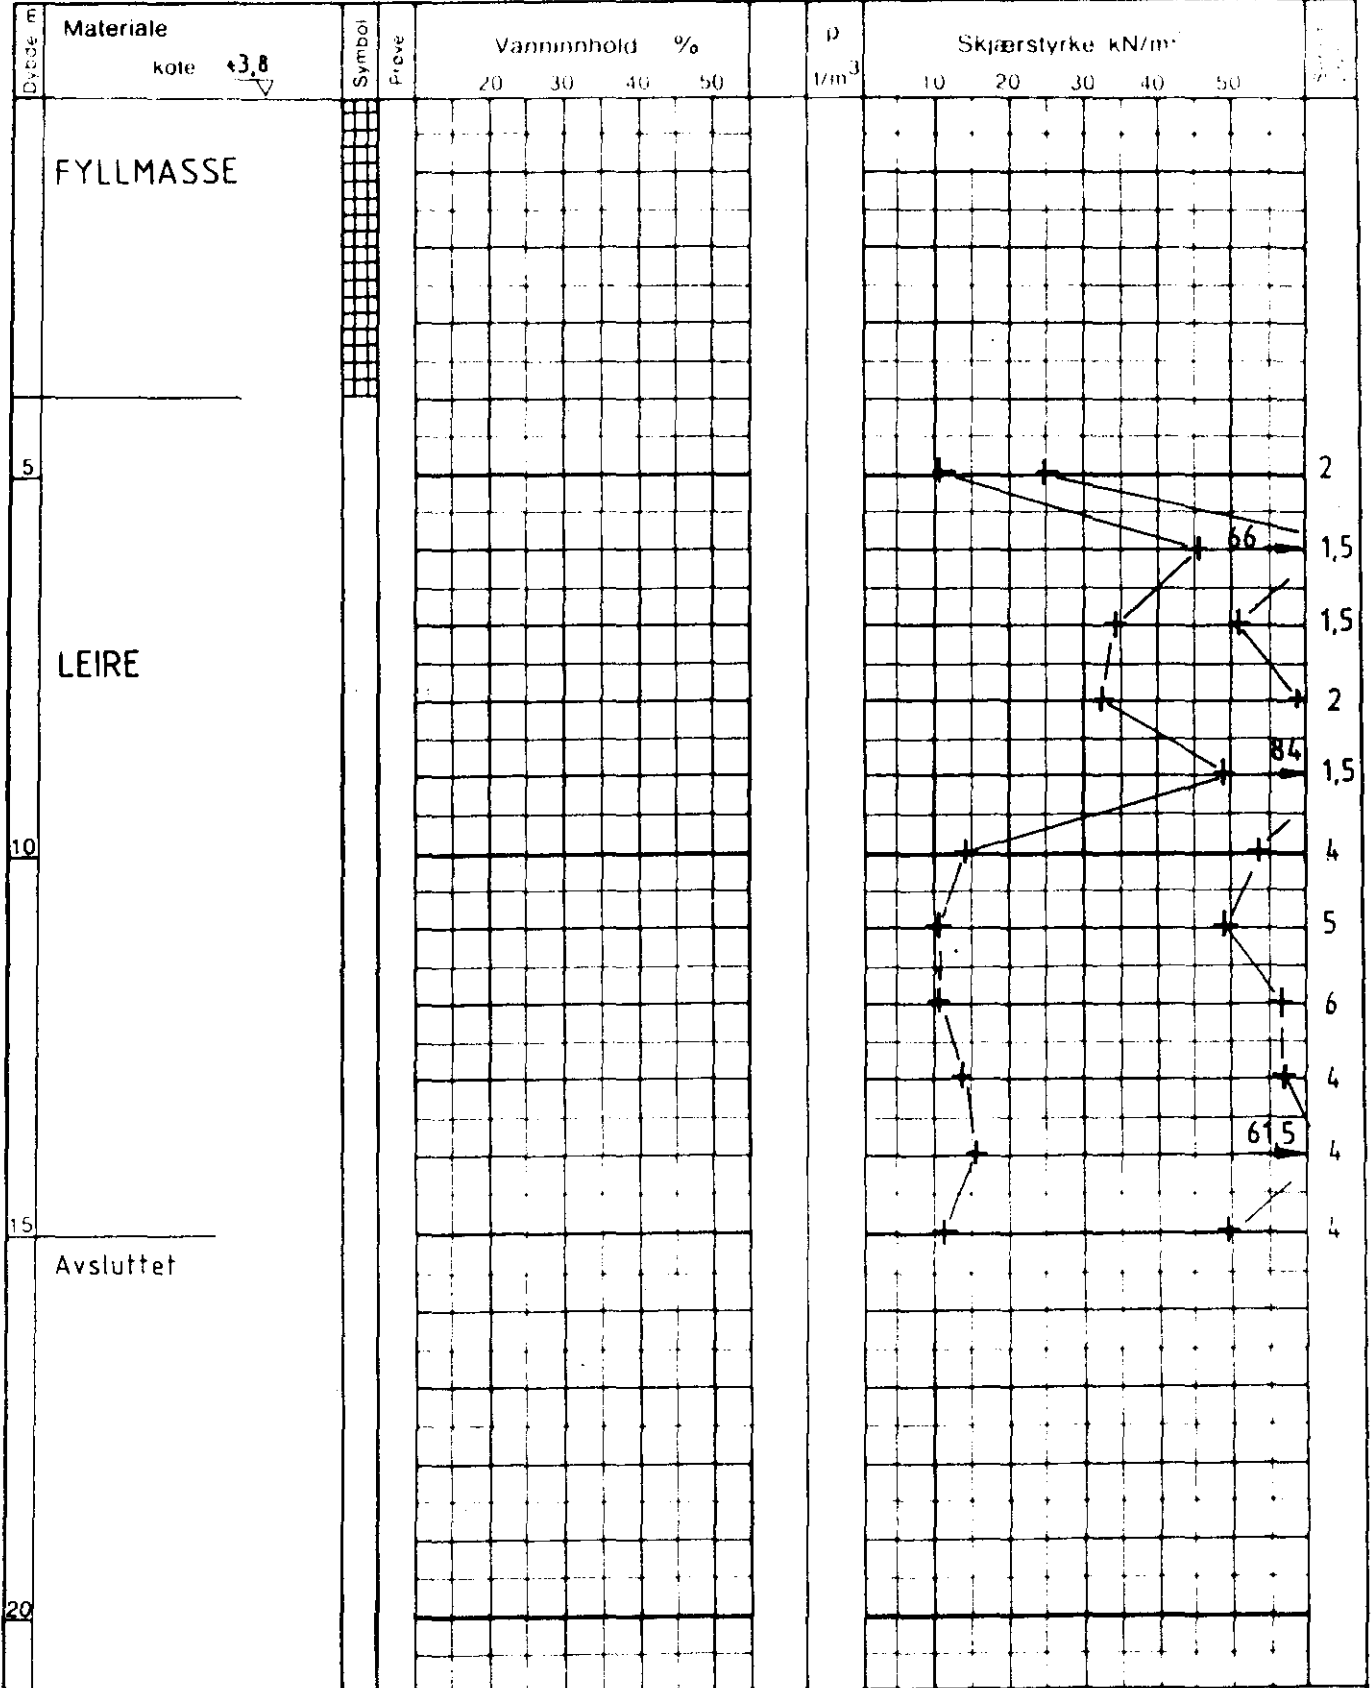 Dybde m
Materiale
kote +3,8
Symbol
Prøve
Vanninnhold %
20 30 40 50
ρ
t/m³
Skjærstyrke kN/m²
10 20 30 40 50
FYLLMASSE
5
2
66
1,5
1,5
LEIRE
2
84
1,5
10
4
5
6
4
61,5
4
15
4
Avsluttet
20